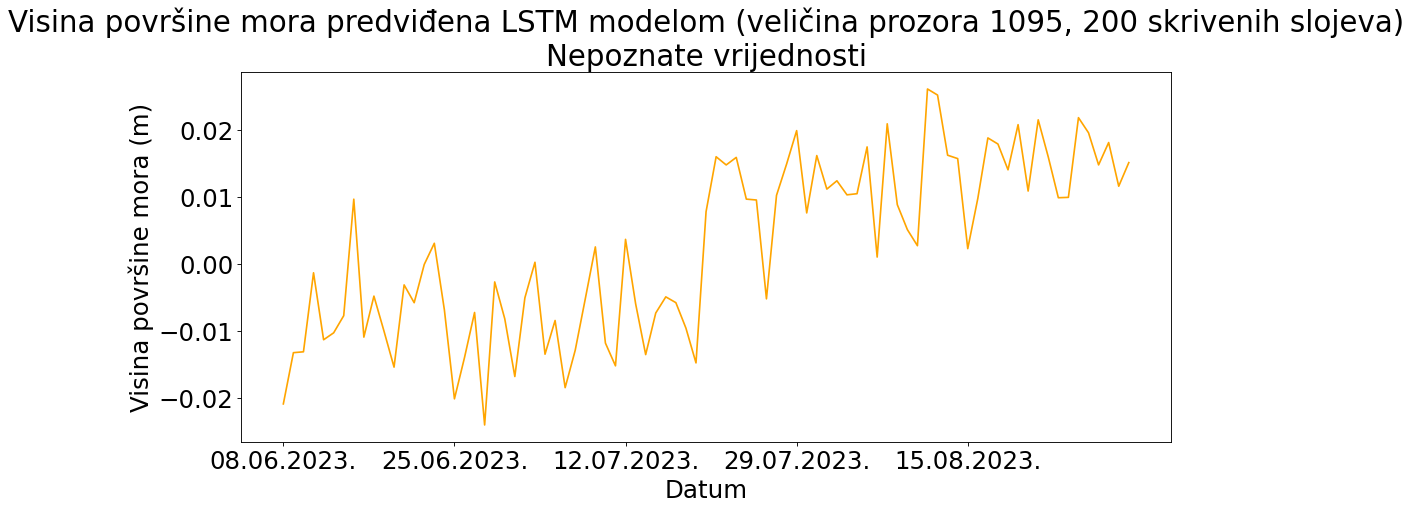 Visina površine mora predviđena LSTM modelom (veličina prozora 1095, 200 skrivenih slojeva)
Nepoznate vrijednosti
Visina površine mora (m)
0.02
0.01
0.00
−0.01
−0.02
08.06.2023. 25.06.2023. 12.07.2023. 29.07.2023. 15.08.2023.
Datum